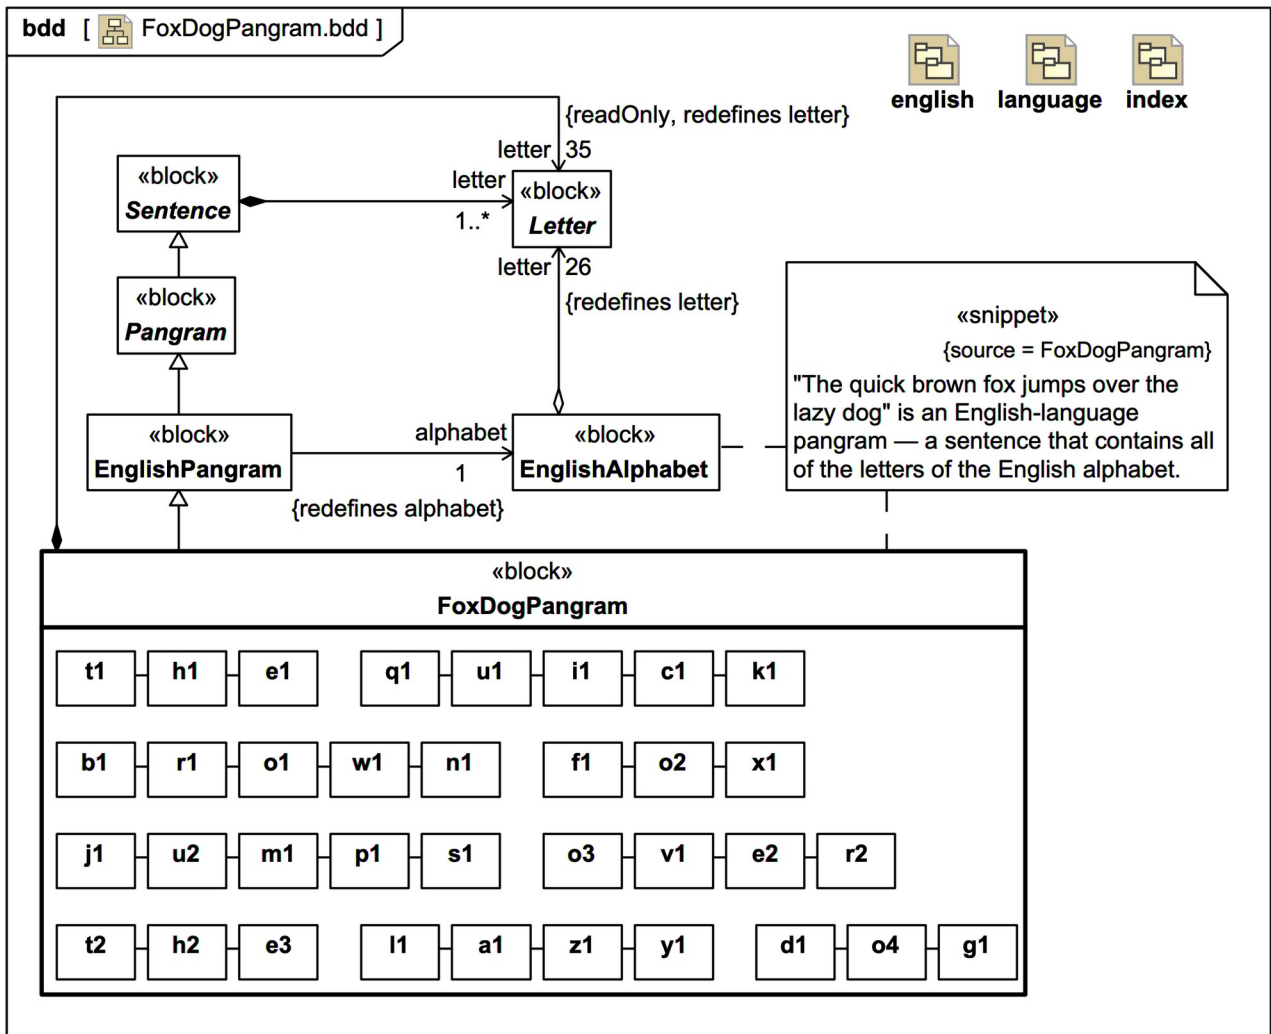 bdd [ FoxDogPangram.bdd ]
english language index
{readOnly, redefines letter}
letter 35
«block»
Sentence
letter
1..*
«block»
Letter
letter 26
{redefines letter}
«block»
Pangram
«snippet»
{source = FoxDogPangram}
"The quick brown fox jumps over the
lazy dog" is an English-language
pangram — a sentence that contains all
of the letters of the English alphabet.
«block»
EnglishPangram
alphabet
1
{redefines alphabet}
«block»
EnglishAlphabet
«block»
FoxDogPangram
t1 h1 e1 q1 u1 i1 c1 k1
b1 r1 o1 w1 n1 f1 o2 x1
j1 u2 m1 p1 s1 o3 v1 e2 r2
t2 h2 e3 l1 a1 z1 y1 d1 o4 g1